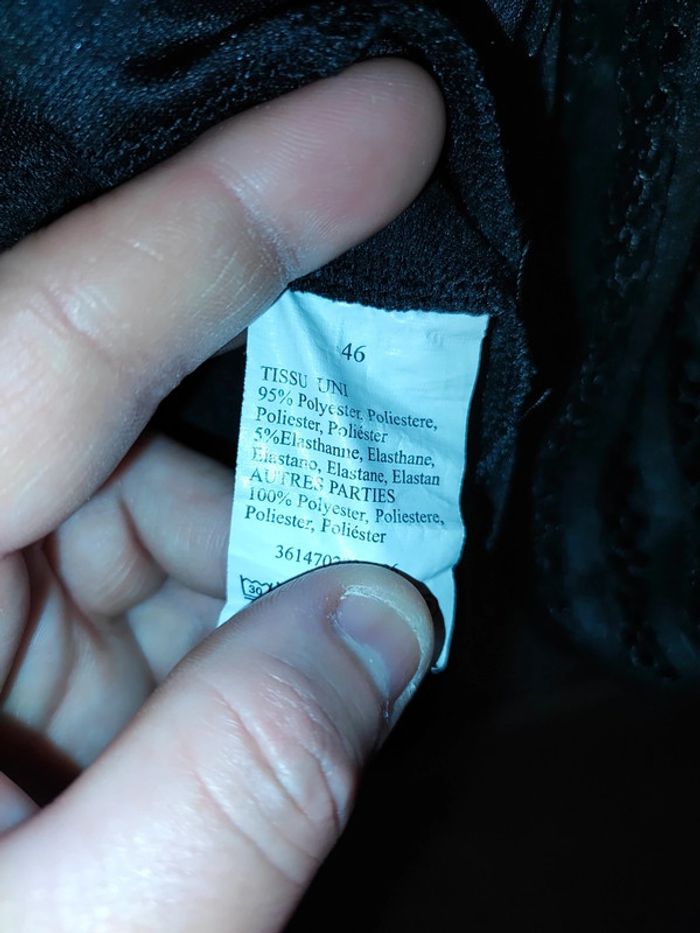 46
TISSU UNI
95% Polyester, Poliestere,
Poliester, Poliéster
5%Elasthanne, Elasthane,
Elastano, Elastane, Elastan
AUTRES PARTIES
100% Polyester, Poliestere,
Poliester, Poliéster
30